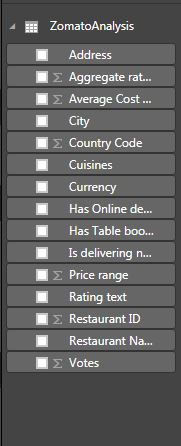 ZomatoAnalysis
Address
Aggregate rat...
Average Cost ...
City
Country Code
Cuisines
Currency
Has Online de...
Has Table boo...
Is delivering n...
Price range
Rating text
Restaurant ID
Restaurant Na...
Votes